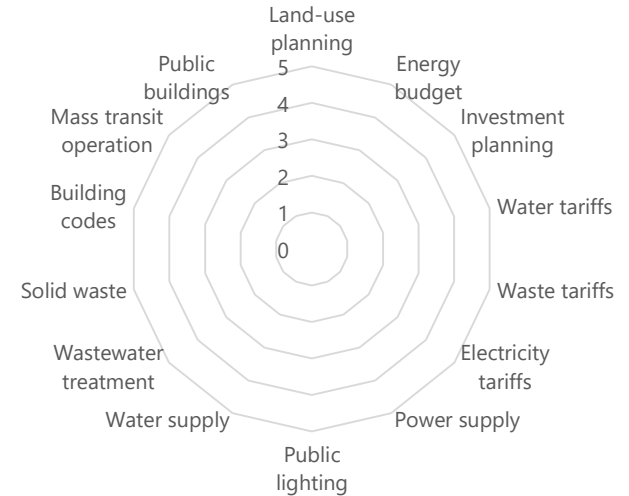 Land-use
planning
Energy
budget
Investment
planning
Water tariffs
Waste tariffs
Electricity
tariffs
Power supply
Public
lighting
Water supply
Wastewater
treatment
Solid waste
Building
codes
Mass transit
operation
Public
buildings
5
4
3
2
1
0